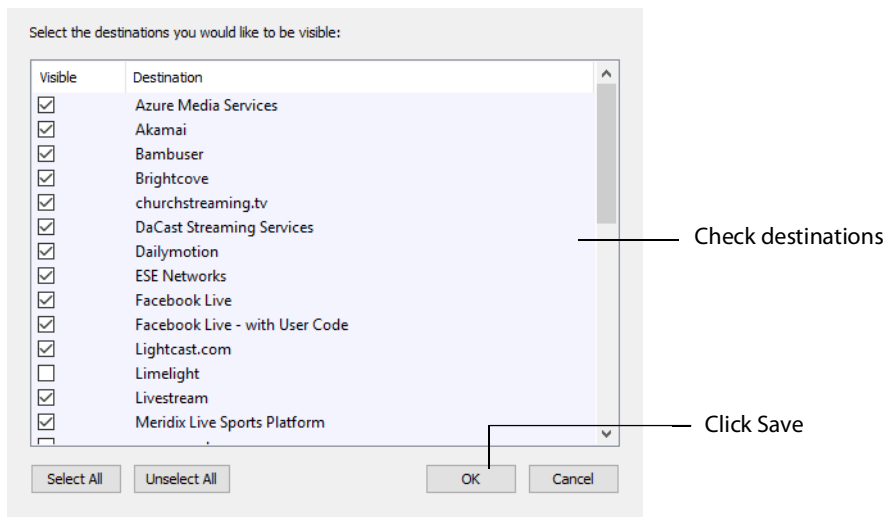 Select the destinations you would like to be visible:
Visible Destination
Azure Media Services
Akamai
Bambuser
Brightcove
churchstreaming.tv
DaCast Streaming Services
Dailymotion
ESE Networks
Facebook Live
Facebook Live - with User Code
Lightcast.com
Limelight
Livestream
Meridix Live Sports Platform
Select All Unselect All OK Cancel
Check destinations
Click Save